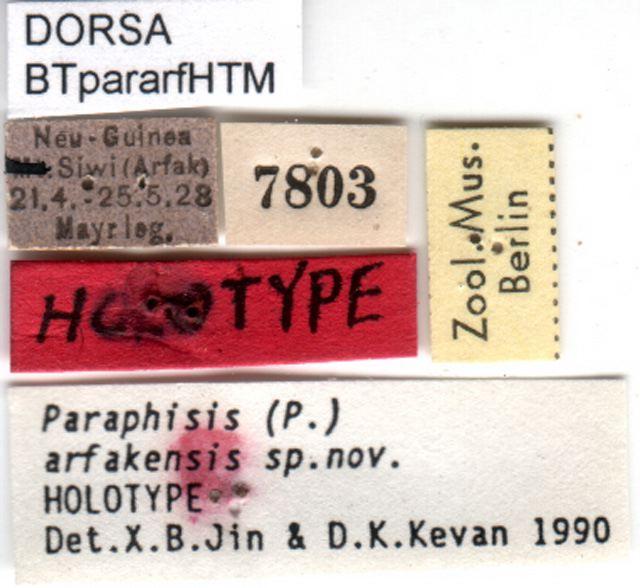 DORSA
BTpararfHTM
Neu-Guinea
Siwi (Arfak)
21.4.-25.5.28
Mayr leg.
7803
HOLOTYPE
Zool. Mus.
Berlin
Paraphisis (P.)
arfakensis sp.nov.
HOLOTYPE
Det.X.B.Jin & D.K.Kevan 1990